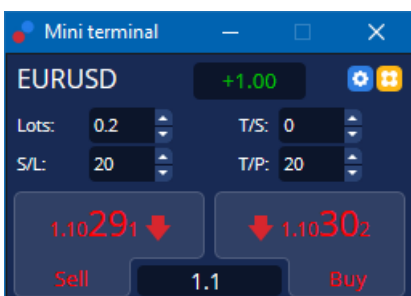 Mini terminal
EURUSD +1.00
Lots: 0.2 T/S: 0
S/L: 20 T/P: 20
1.10291 1.10302
Sell 1.1 Buy